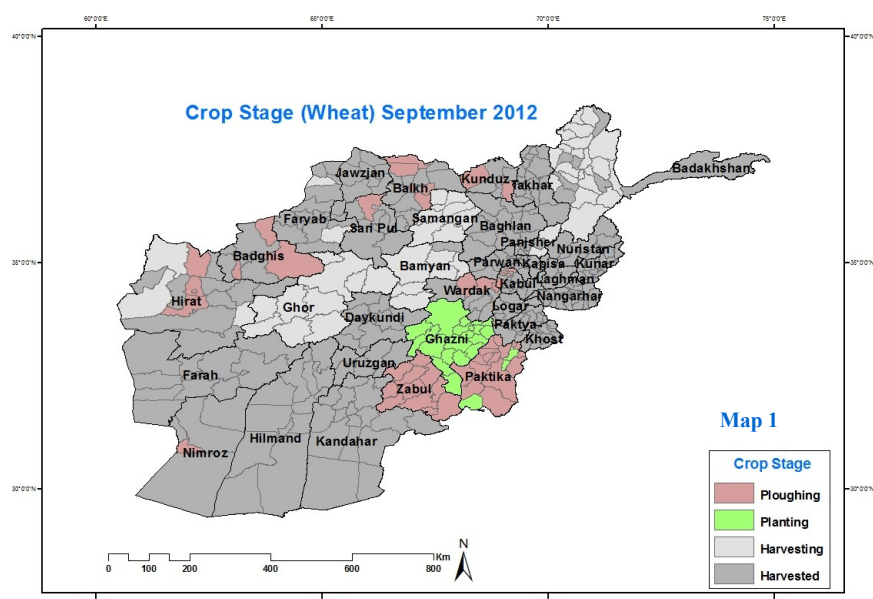 60°0'0"E 65°0'0"E 70°0'0"E 75°0'0"E
40°0'0"N 40°0'0"N
Crop Stage (Wheat) September 2012
Badakhshan
Jawzjan
Kunduz
Takhar
Balkh
Faryab
Samangan
Sari Pul
Baghlan
Panjsher
Nuristan
35°0'0"N 35°0'0"N
Badghis
Bamyan
Parwan
Kapisa
Kunar
Laghman
Kabul
Wardak
Nangarhar
Hirat
Ghor
Logar
Daykundi
Paktya
Khost
Ghazni
Uruzgan
Farah
Zabul
Paktika
Map 1
Hilmand
Kandahar
Nimroz
Crop Stage
Ploughing
Planting
Harvesting
Harvested
30°0'0"N 30°0'0"N
N
Km
0 100 200 400 600 800